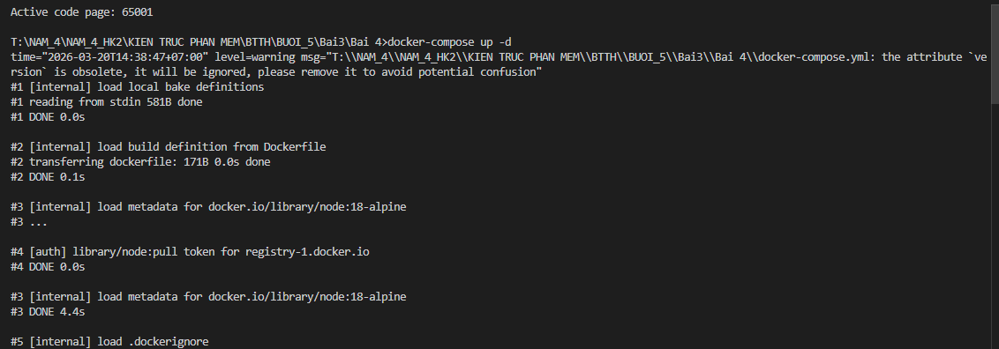 Active code page: 65001
T:\NAM_4\NAM_4_HK2\KIEN TRUC PHAN MEM\BTTH\BUOI_5\Bai3\Bai 4>docker-compose up -d
time="2026-03-20T14:38:47+07:00" level=warning msg="T:\\NAM_4\\NAM_4_HK2\\KIEN TRUC PHAN MEM\\BTTH\\BUOI_5\\Bai3\\Bai 4\\docker-compose.yml: the attribute `ve
rsion` is obsolete, it will be ignored, please remove it to avoid potential confusion"
#1 [internal] load local bake definitions
#1 reading from stdin 581B done
#1 DONE 0.0s
#2 [internal] load build definition from Dockerfile
#2 transferring dockerfile: 171B 0.0s done
#2 DONE 0.1s
#3 [internal] load metadata for docker.io/library/node:18-alpine
#3 ...
#4 [auth] library/node:pull token for registry-1.docker.io
#4 DONE 0.0s
#3 [internal] load metadata for docker.io/library/node:18-alpine
#3 DONE 4.4s
#5 [internal] load .dockerignore